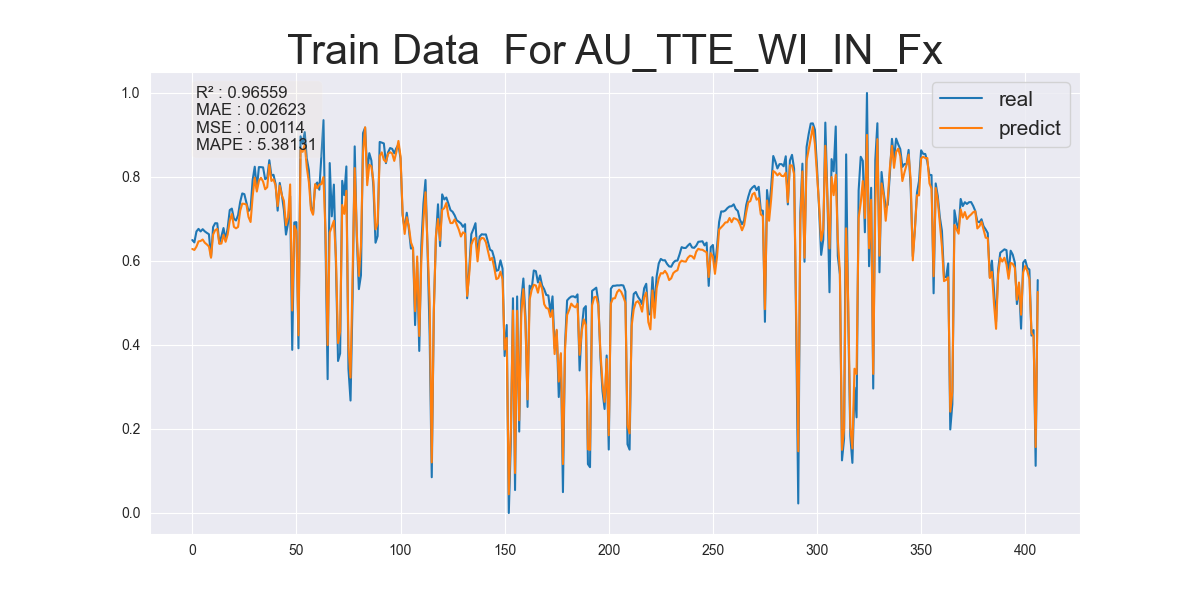 Train Data  For AU_TTE_WI_IN_Fx
R² : 0.96559
MAE : 0.02623
MSE : 0.00114
MAPE : 5.38131
real
predict
1.0
0.8
0.6
0.4
0.2
0.0
0 50 100 150 200 250 300 350 400